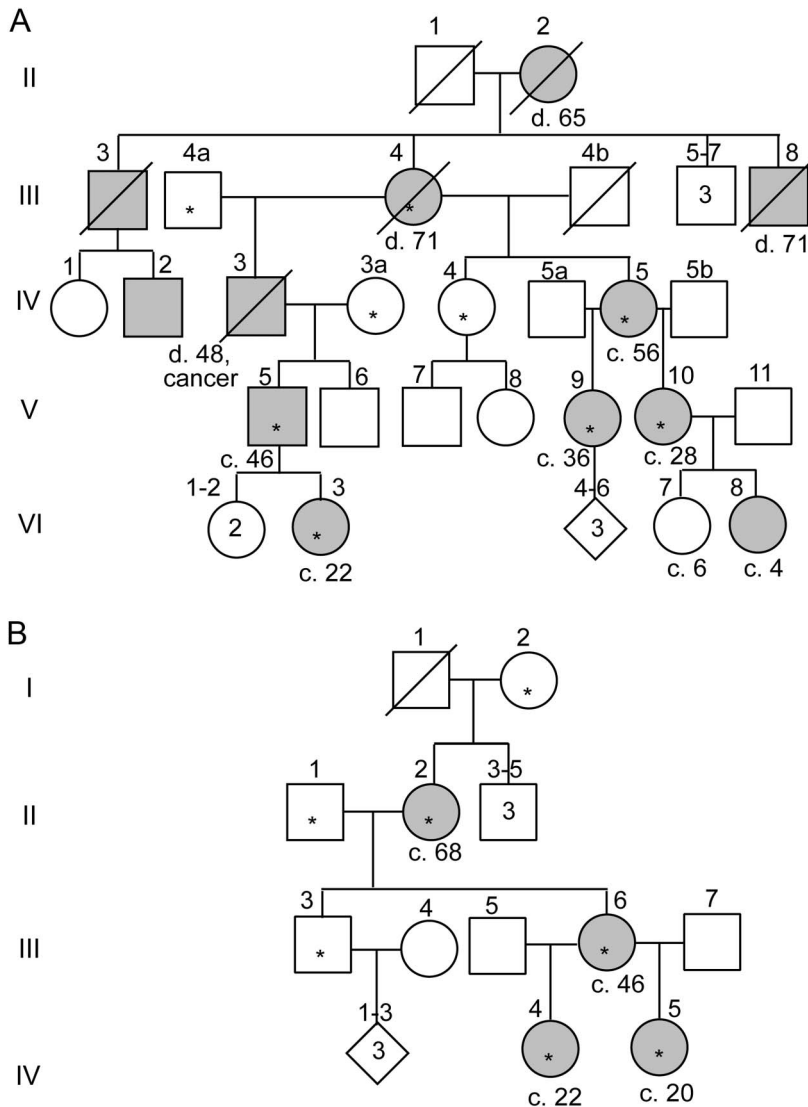 A
1 2
II
d. 65
3 4a 4 4b 5-7 8
III
* * 3
d. 71 d. 71
1 2 3 3a 4 5a 5 5b
IV
* * *
d. 48, c. 56
cancer
5 6 7 8 9 10 11
V
* * *
c. 46 c. 36 c. 28
1-2 3 4-6 7 8
VI
2 * 3
c. 22 c. 6 c. 4
B
1 2
I
*
1 2 3-5
II
* * 3
c. 68
3 4 5 6 7
III
* *
c. 46
1-3 4 5
3 * *
IV
c. 22 c. 20